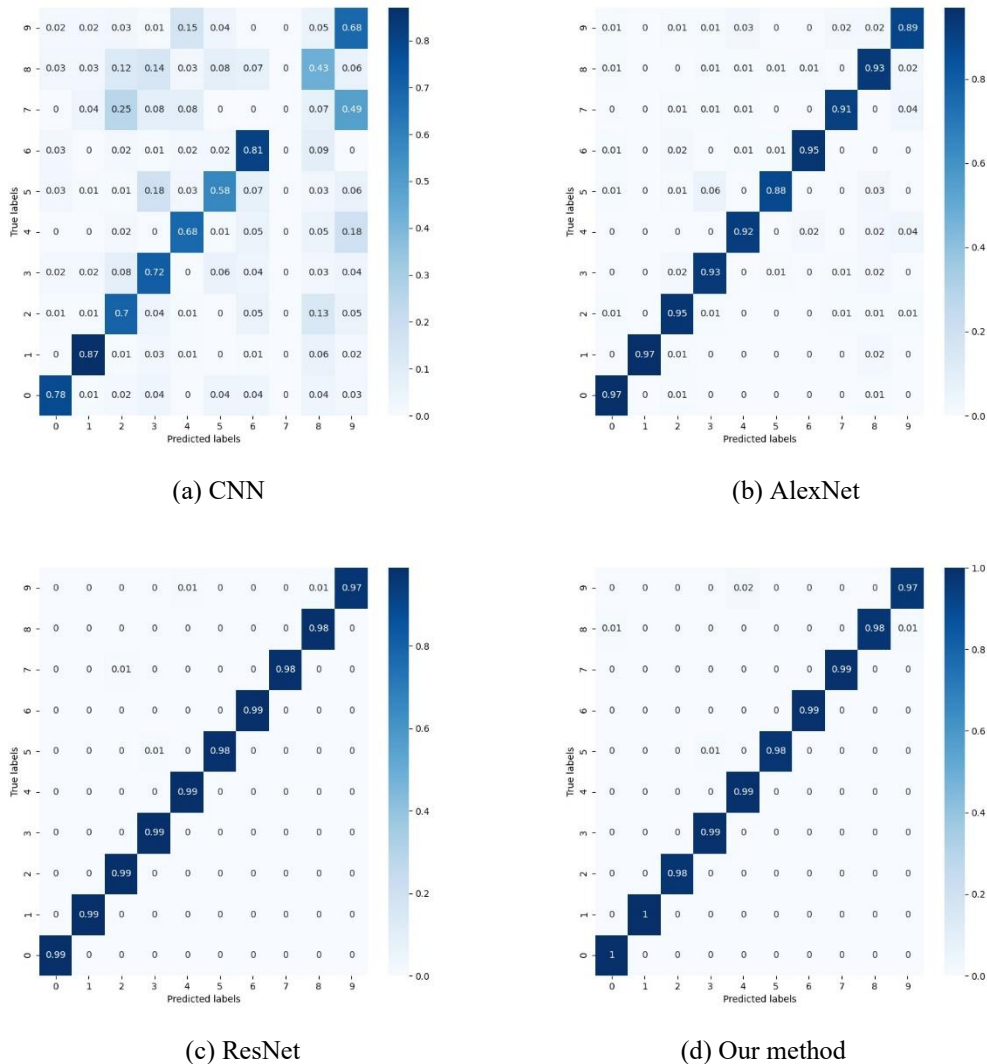 9 0.02 0.02 0.03 0.01 0.15 0.04 0 0 0.05 0.68
8 0.03 0.03 0.12 0.14 0.03 0.08 0.07 0 0.43 0.06
7 0 0.04 0.25 0.08 0.08 0 0 0 0.07 0.49
6 0.03 0 0.02 0.01 0.02 0.02 0.81 0 0.09 0
5 0.03 0.01 0.01 0.18 0.03 0.58 0.07 0 0.03 0.06
4 0 0 0.02 0 0.68 0.01 0.05 0 0.05 0.18
3 0.02 0.02 0.08 0.72 0 0.06 0.04 0 0.03 0.04
2 0.01 0.01 0.7 0.04 0.01 0 0.05 0 0.13 0.05
1 0 0.87 0.01 0.03 0.01 0 0.01 0 0.06 0.02
0 0.78 0.01 0.02 0.04 0 0.04 0.04 0 0.04 0.03
0 1 2 3 4 5 6 7 8 9
True labels
Predicted labels
0.8
0.7
0.6
0.5
0.4
0.3
0.2
0.1
0.0
(a) CNN
9 0.01 0 0.01 0 0.03 0 0 0.02 0.02 0.89
8 0.01 0 0.01 0.01 0.01 0.01 0 0 0.93 0.02
7 0 0 0.01 0.01 0.01 0 0 0.91 0 0.04
6 0.01 0 0.02 0 0.01 0.01 0.95 0 0 0
5 0.01 0 0.01 0.06 0 0.88 0 0 0.03 0
4 0 0 0 0 0.92 0 0.02 0 0.02 0.04
3 0 0 0.02 0.93 0 0.01 0 0.01 0.02 0
2 0.01 0 0.95 0.01 0 0 0 0.01 0.01 0.01
1 0 0.97 0.01 0 0 0 0 0 0.02 0
0 0.97 0 0.01 0 0 0 0 0 0.01 0
0 1 2 3 4 5 6 7 8 9
True labels
Predicted labels
0.8
0.6
0.4
0.2
0.0
(b) AlexNet
9 0 0 0 0 0.01 0 0 0 0.01 0.97
8 0 0 0 0 0 0 0 0 0.98 0
7 0 0 0.01 0 0 0 0 0.98 0 0
6 0 0 0 0 0 0 0.99 0 0 0
5 0 0 0 0.01 0 0.98 0 0 0 0
4 0 0 0 0 0.99 0 0 0 0 0
3 0 0 0 0.99 0 0 0 0 0 0
2 0 0 0.99 0 0 0 0 0 0 0
1 0 0.99 0 0 0 0 0 0 0 0
0 0.99 0 0 0 0 0 0 0 0 0
0 1 2 3 4 5 6 7 8 9
True labels
Predicted labels
0.8
0.6
0.4
0.2
0.0
(c) ResNet
9 0 0 0 0 0.02 0 0 0 0 0.97
8 0.01 0 0 0 0 0 0 0 0.98 0.01
7 0 0 0 0 0 0 0 0.99 0 0
6 0 0 0 0 0 0 0.99 0 0 0
5 0 0 0 0.01 0 0.98 0 0 0 0
4 0 0 0 0 0.99 0 0 0 0 0
3 0 0 0 0.99 0 0 0 0 0 0
2 0 0 0.98 0 0 0 0 0 0 0
1 0 1 0 0 0 0 0 0 0 0
0 1 0 0 0 0 0 0 0 0 0
0 1 2 3 4 5 6 7 8 9
True labels
Predicted labels
1.0
0.8
0.6
0.4
0.2
0.0
(d) Our method